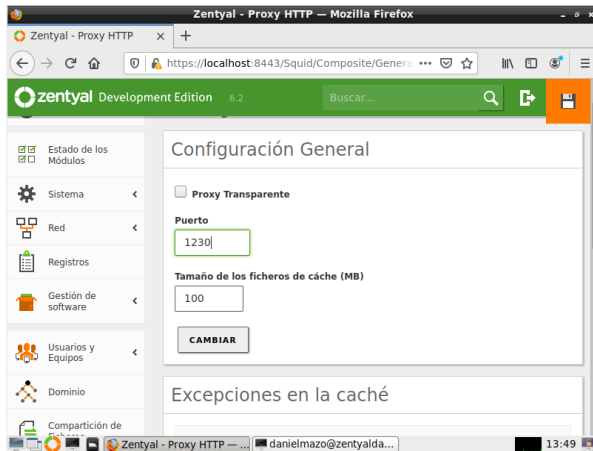 Zentyal - Proxy HTTP — Mozilla Firefox
Zentyal - Proxy HTTP
https://localhost:8443/Squid/Composite/Genera
zentyal Development Edition 6.2
Buscar...
Estado de los
Módulos
Sistema
Red
Registros
Gestión de
software
Usuarios y
Equipos
Dominio
Compartición de
Configuración General
Proxy Transparente
Puerto
1230
Tamaño de los ficheros de cáche (MB)
100
CAMBIAR
Excepciones en la caché
Zentyal - Proxy HTTP — ...
danielmazo@zentyalda...
13:49